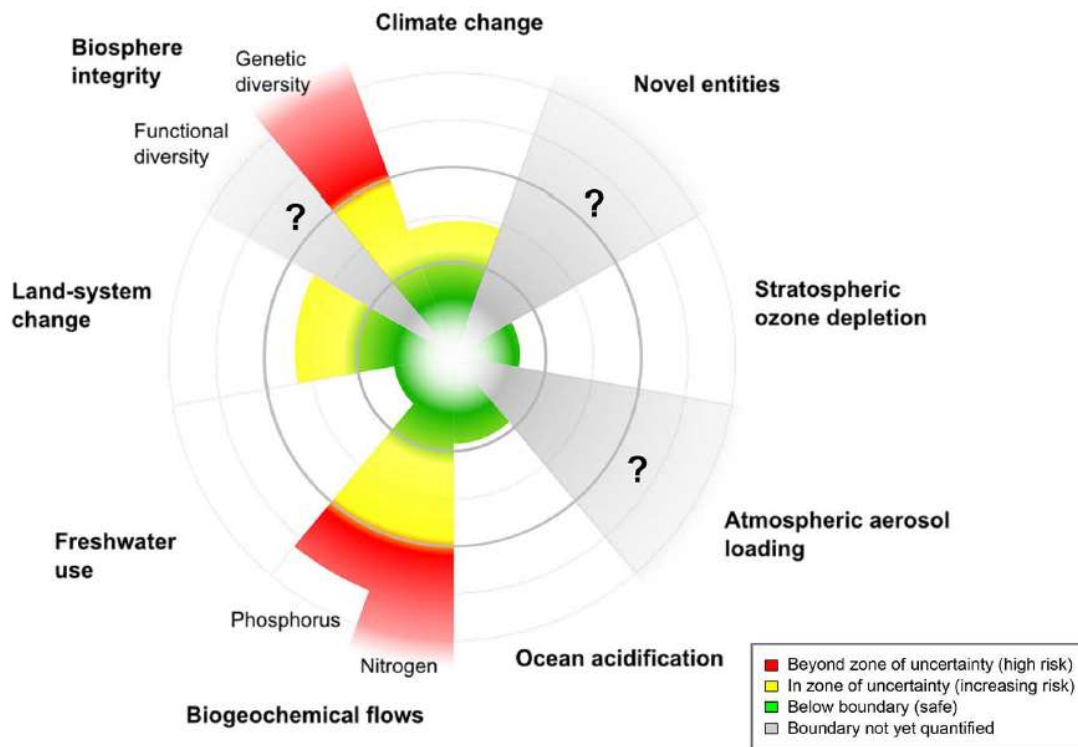 Climate change
Biosphere
integrity
Genetic
diversity
Novel entities
Functional
diversity
?
?
Land-system
change
Stratospheric
ozone depletion
?
Atmospheric aerosol
loading
Freshwater
use
Phosphorus
Nitrogen
Ocean acidification
Biogeochemical flows
Beyond zone of uncertainty (high risk)
In zone of uncertainty (increasing risk)
Below boundary (safe)
Boundary not yet quantified